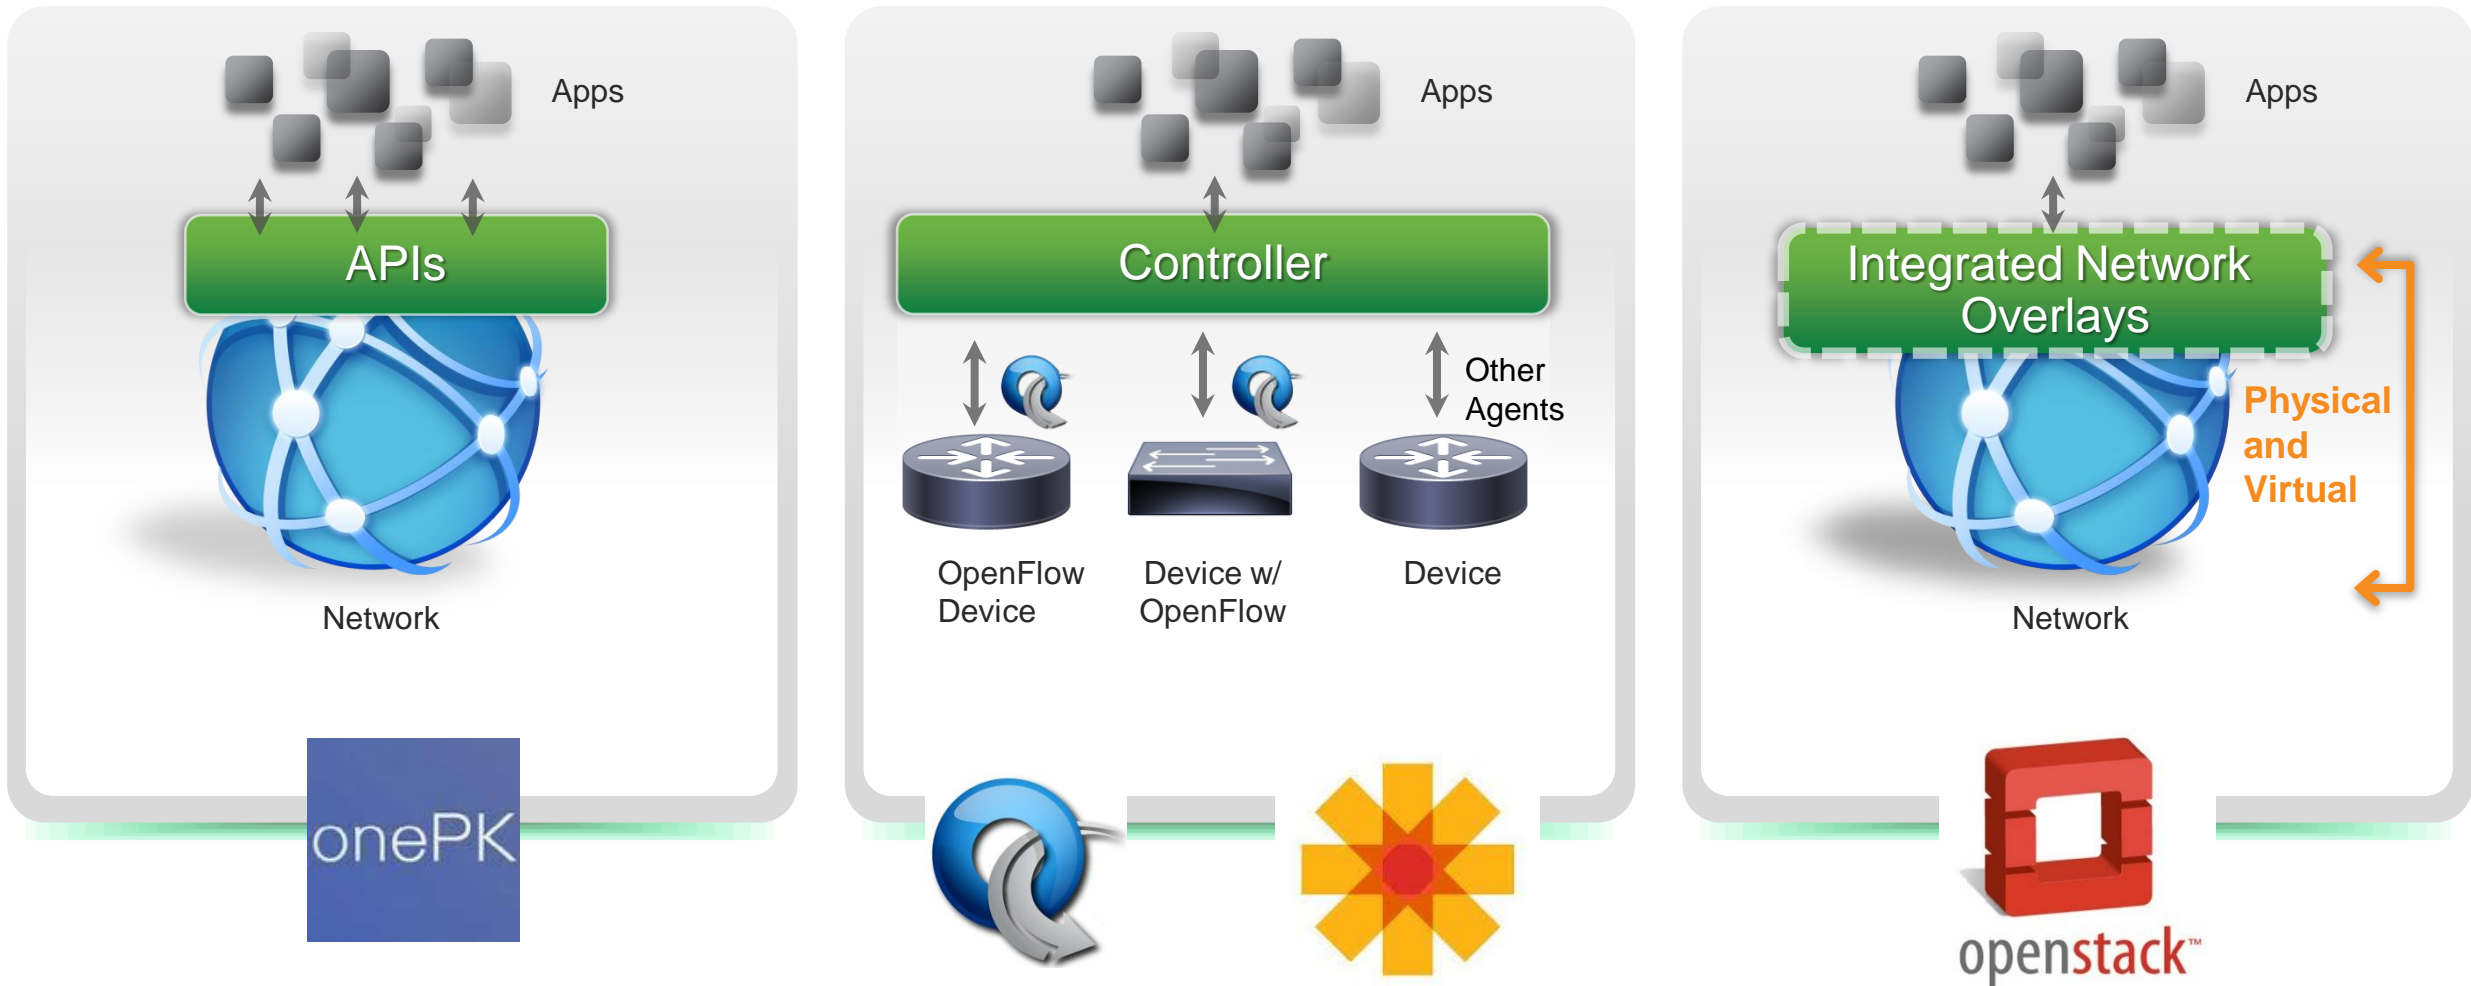 Apps
APIs
Network
onePK
Apps
Controller
Other
Agents
OpenFlow
Device
Device w/
OpenFlow
Device
Apps
Integrated Network
Overlays
Physical
and
Virtual
Network
openstack™